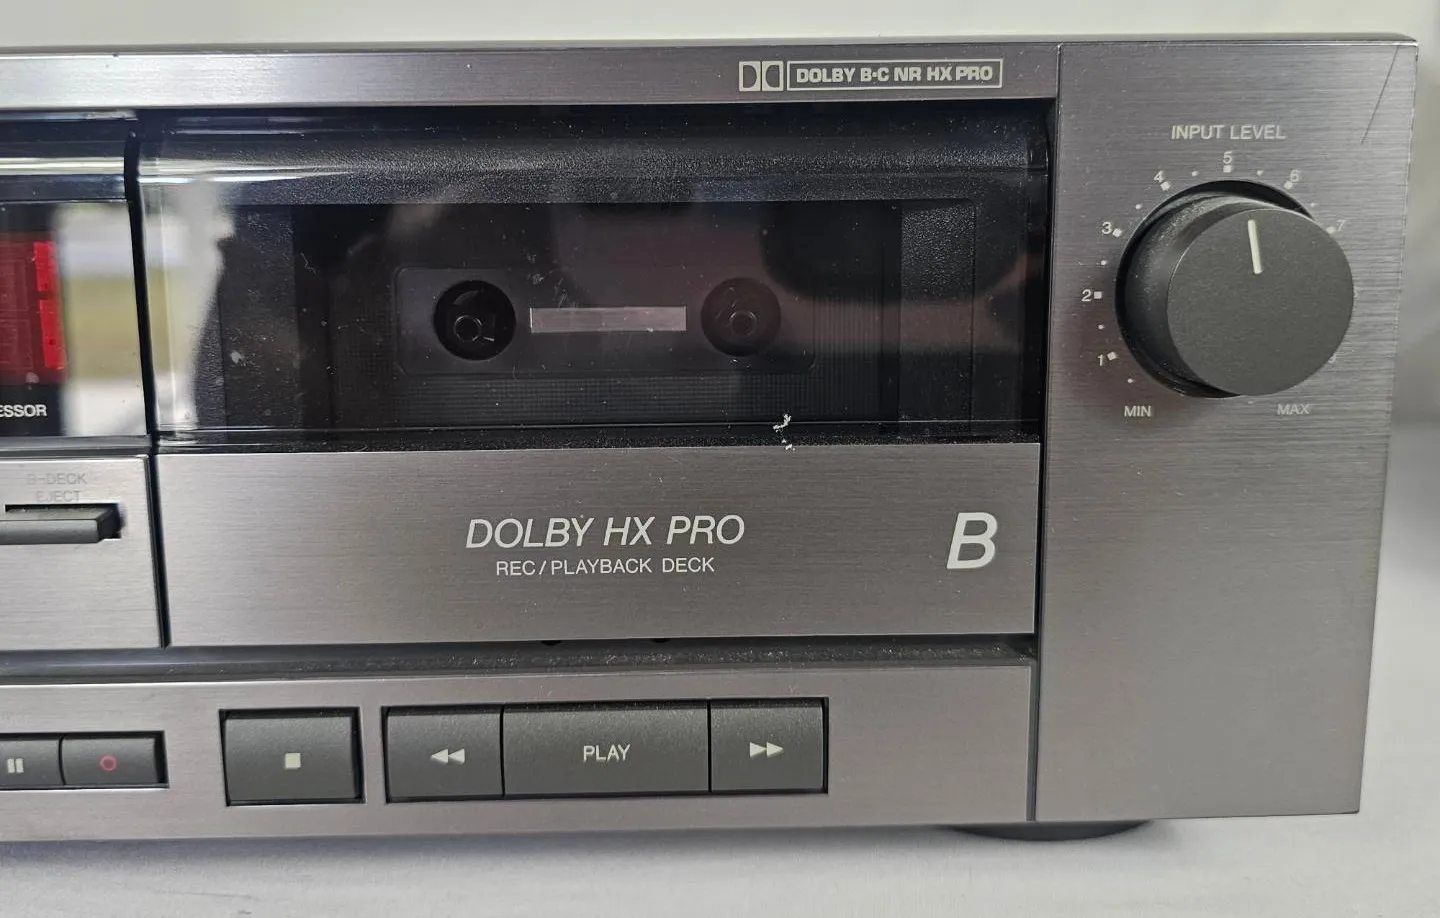 DOLBY B·C NR HX PRO
INPUT LEVEL
5
4
6
3
7
2
1
MIN
MAX
B-DECK
EJECT
DOLBY HX PRO
REC/PLAYBACK DECK
B
PLAY